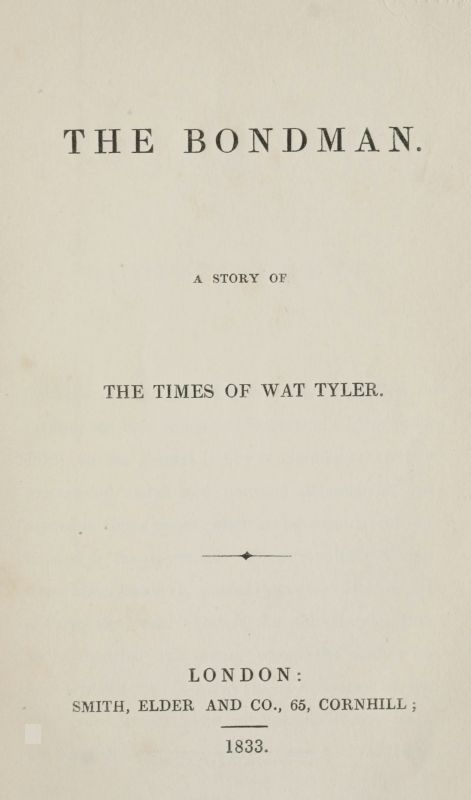 THE BONDMAN.
A STORY OF
THE TIMES OF WAT TYLER.
LONDON:
SMITH, ELDER AND CO., 65, CORNHILL;
1833.